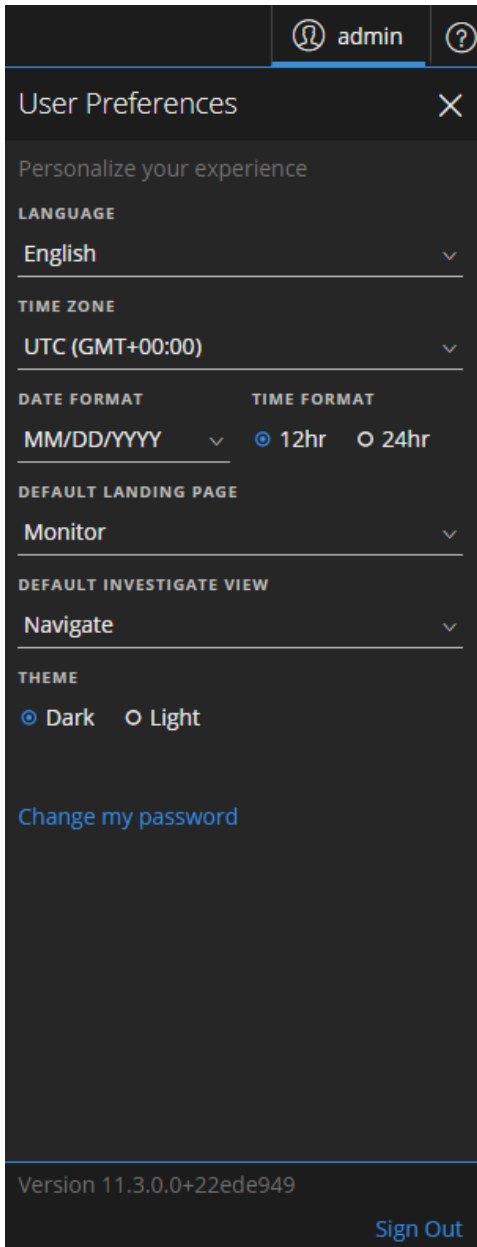 admin ?
User Preferences
Personalize your experience
LANGUAGE
English
TIME ZONE
UTC (GMT+00:00)
DATE FORMAT TIME FORMAT
MM/DD/YYYY 12hr 24hr
DEFAULT LANDING PAGE
Monitor
DEFAULT INVESTIGATE VIEW
Navigate
THEME
Dark Light
Change my password
Version 11.3.0.0+22ede949
Sign Out